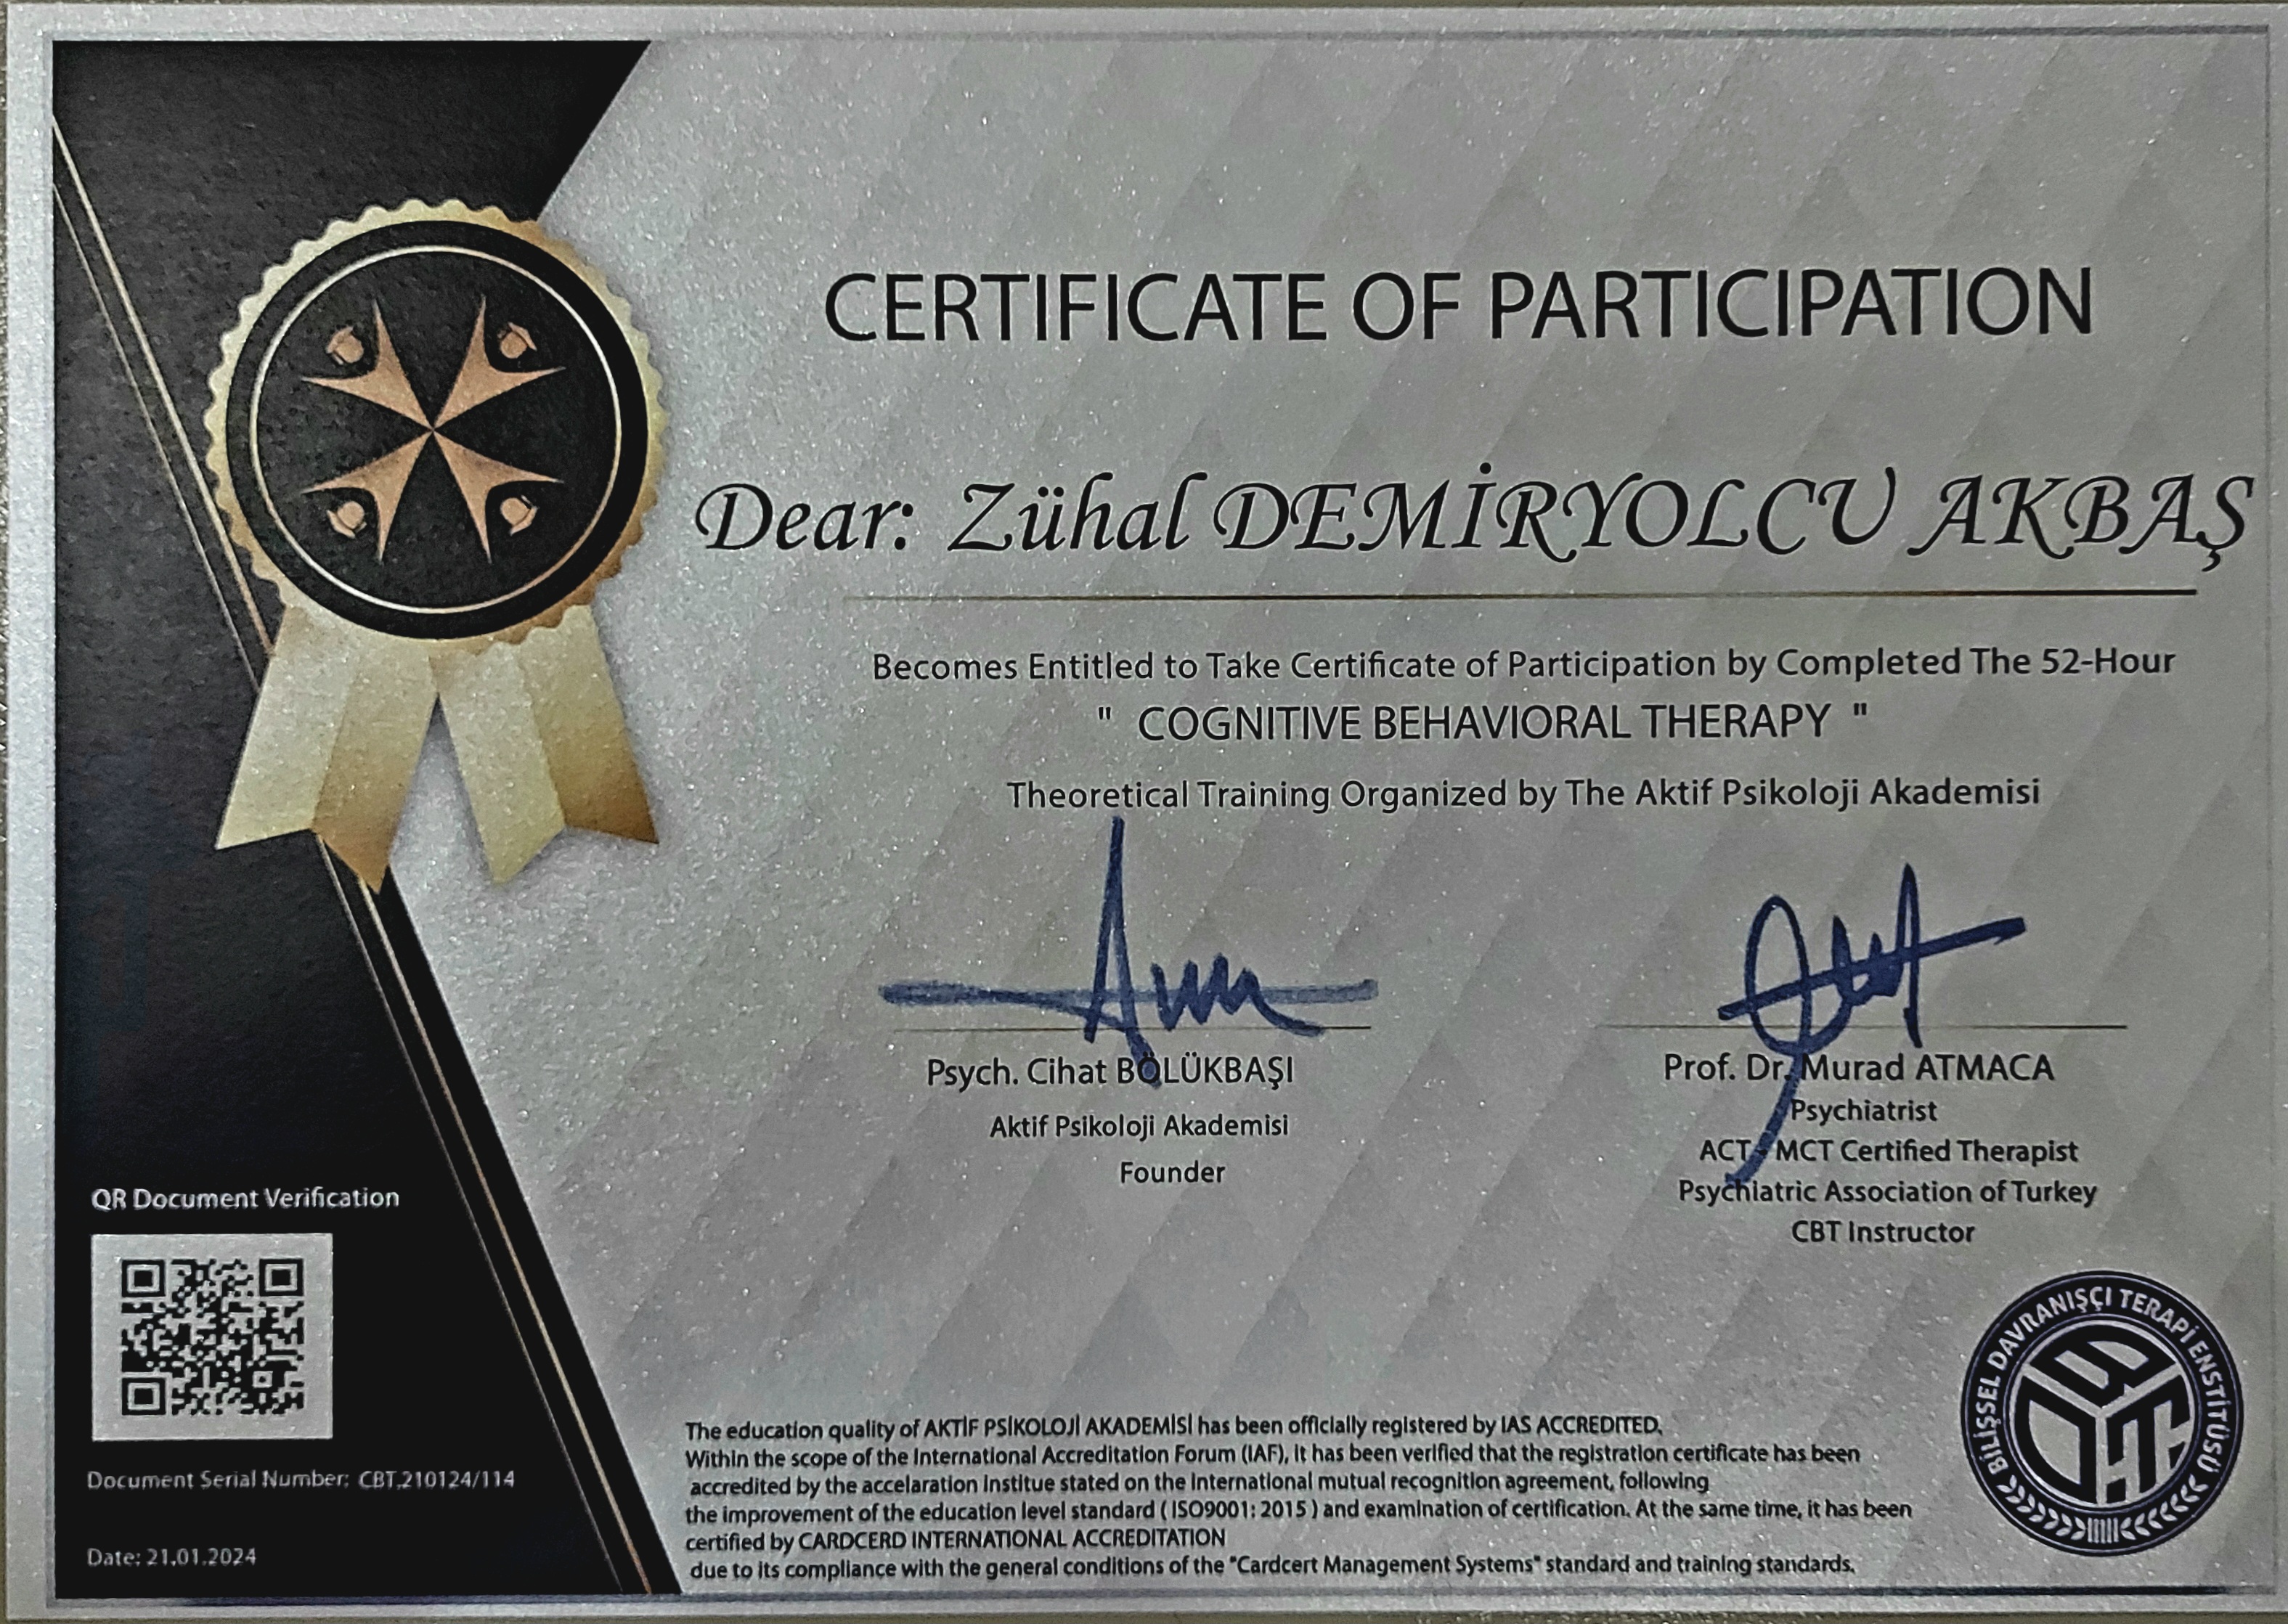 CERTIFICATE OF PARTICIPATION
Dear: Zühal DEMİRYOLCU AKBAŞ
Becomes Entitled to Take Certificate of Participation by Completed The 52-Hour
" COGNITIVE BEHAVIORAL THERAPY "
Theoretical Training Organized by The Aktif Psikoloji Akademisi
Psych. Cihat BÖLÜKBAŞI
Aktif Psikoloji Akademisi
Founder
Prof. Dr. Murad ATMACA
Psychiatrist
ACT - MCT Certified Therapist
Psychiatric Association of Turkey
CBT Instructor
QR Document Verification
Document Serial Number: CBT.210124/114
Date: 21.01.2024
The education quality of AKTİF PSİKOLOJİ AKADEMİSİ has been officially registered by IAS ACCREDITED.
Within the scope of the International Accreditation Forum (IAF), it has been verified that the registration certificate has been
accredited by the accelaration institue stated on the international mutual recognition agreement, following
the improvement of the education level standard ( ISO9001: 2015 ) and examination of certification. At the same time, it has been
certified by CARDCERD INTERNATIONAL ACCREDITATION
due to its compliance with the general conditions of the "Cardcert Management Systems" standard and training standards.
BİLİŞSEL DAVRANIŞÇI TERAPİ ENSTİTÜSÜ